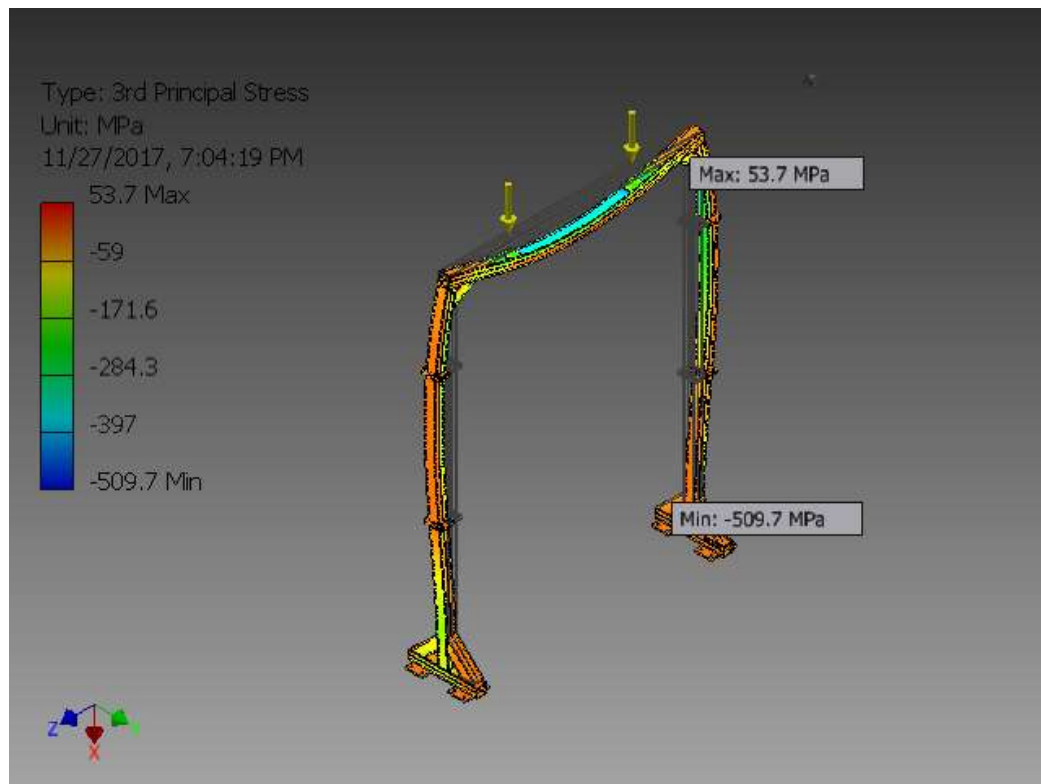 Type: 3rd Principal Stress
Unit: MPa
11/27/2017, 7:04:19 PM
53.7 Max
-59
-171.6
-284.3
-397
-509.7 Min
Max: 53.7 MPa
Min: -509.7 MPa
Z
Y
X